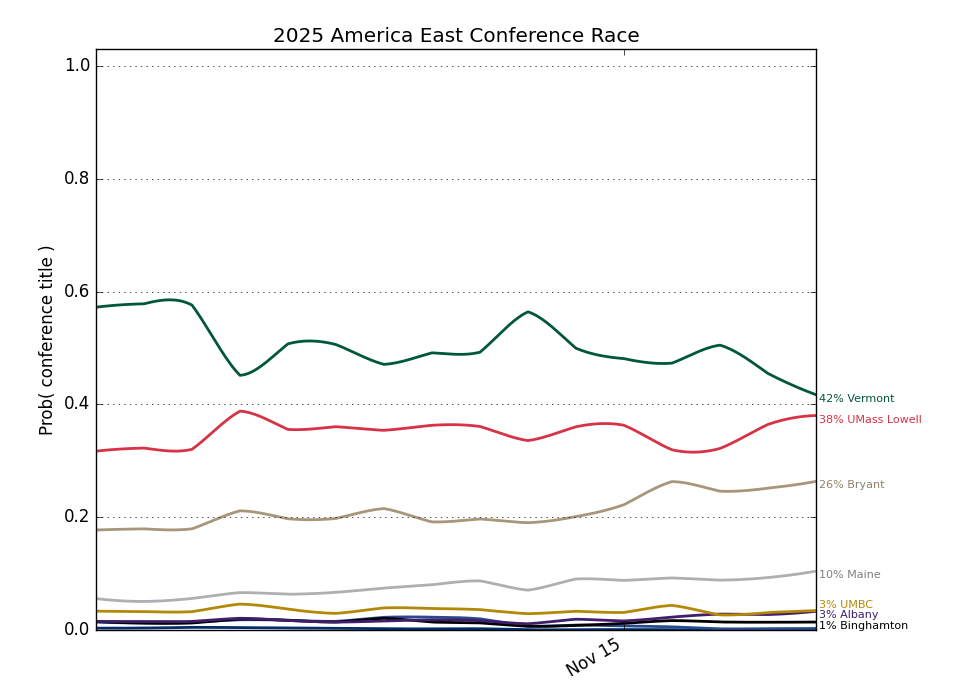 2025 America East Conference Race
Prob( conference title )
1.0
0.8
0.6
0.4
0.2
0.0
Nov 15
42% Vermont
38% UMass Lowell
26% Bryant
10% Maine
3% UMBC
3% Albany
1% Binghamton